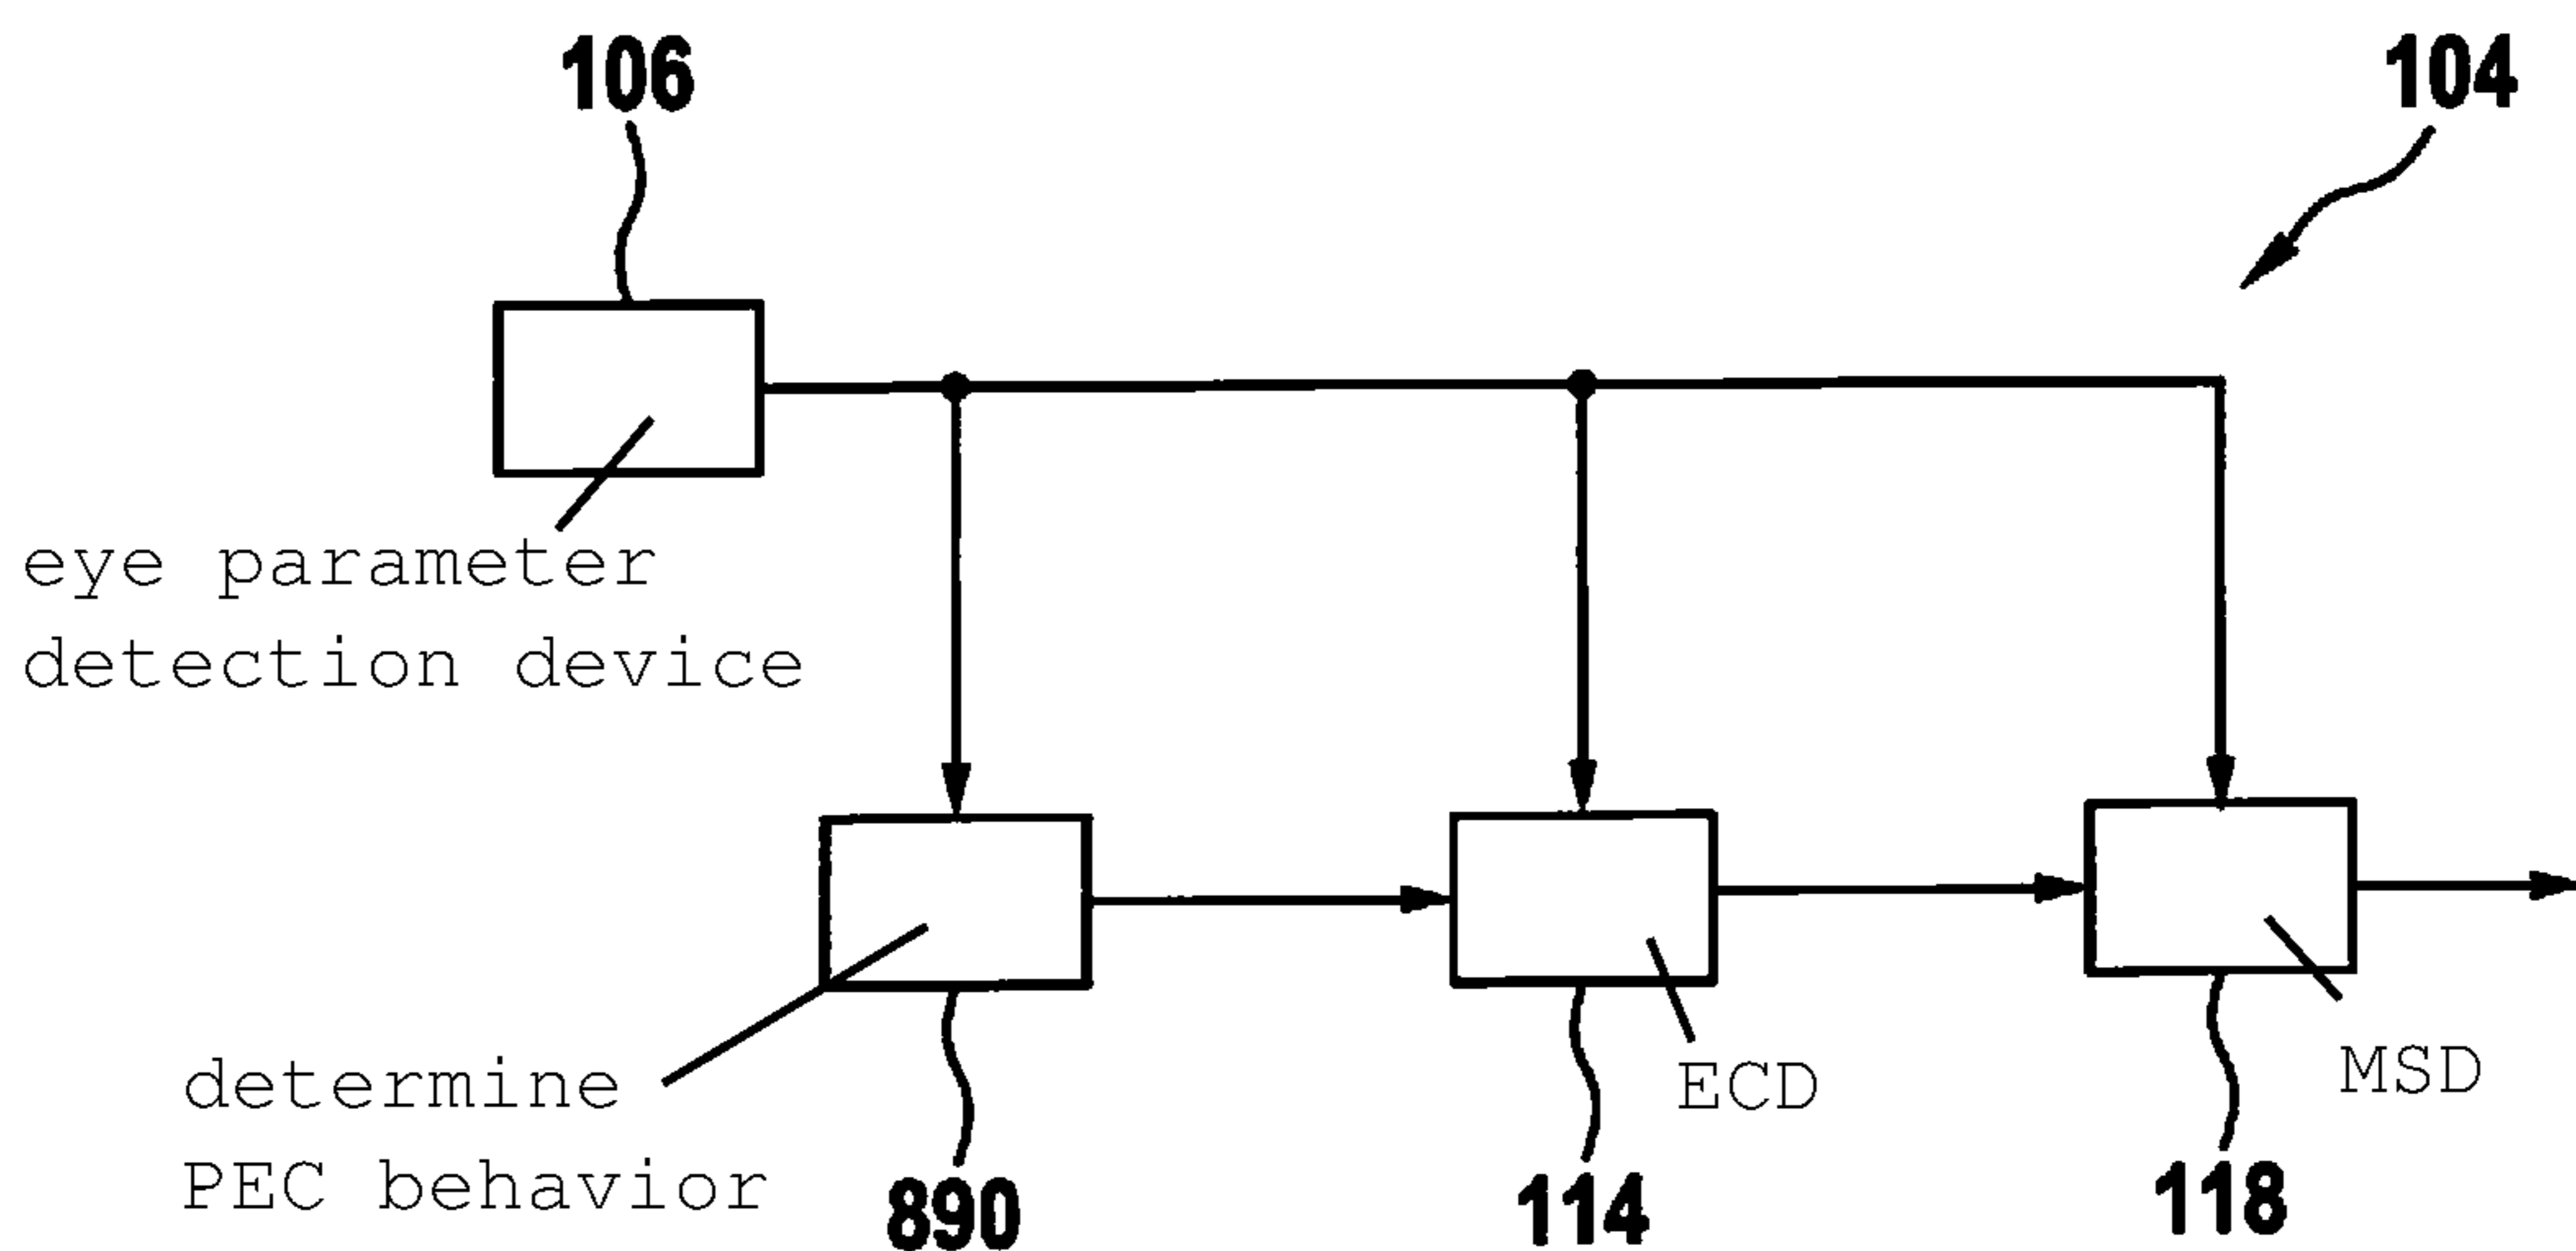 106
104
eye parameter
detection device
determine
PEC behavior
ECD
MSD
890
114
118